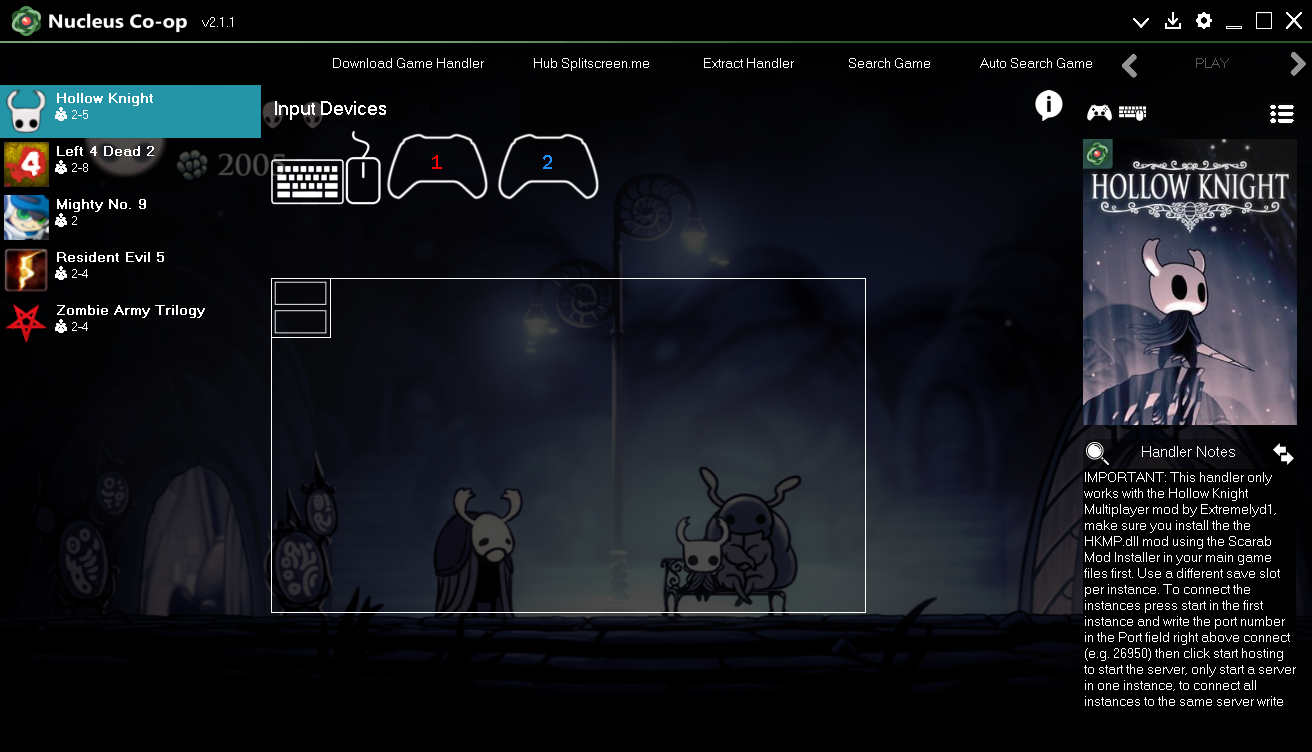 Nucleus Co-op v2.1.1
Download Game Handler Hub Splitscreen.me Extract Handler Search Game Auto Search Game PLAY
Hollow Knight
2-5
Left 4 Dead 2
2-8
Mighty No. 9
2
Resident Evil 5
2-4
Zombie Army Trilogy
2-4
Input Devices
1 2
2005
4
HOLLOW KNIGHT
Handler Notes
IMPORTANT: This handler only
works with the Hollow Knight
Multiplayer mod by Extremelyd1,
make sure you install the the
HKMP.dll mod using the Scarab
Mod Installer in your main game
files first. Use a different save slot
per instance. To connect the
instances press start in the first
instance and write the port number
in the Port field right above connect
(e.g. 26950) then click start hosting
to start the server, only start a server
in one instance, to connect all
instances to the same server write